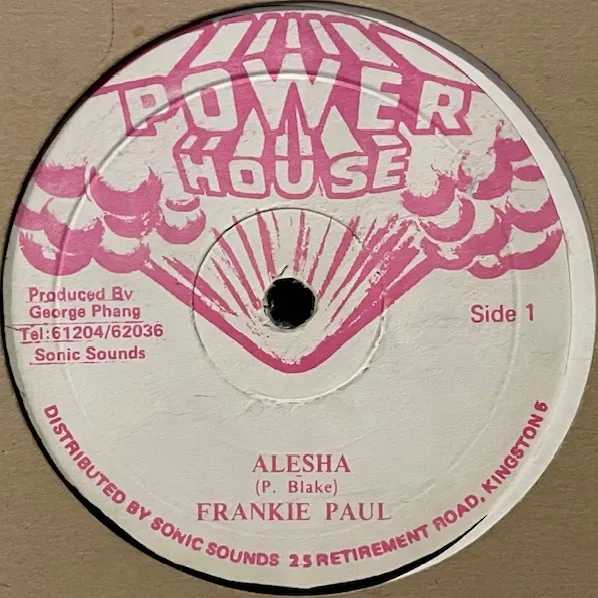 POWER
HOUSE
Produced By
George Phang
Tel:61204/62036
Sonic Sounds
Side 1
ALESHA
(P. Blake)
FRANKIE PAUL
DISTRIBUTED BY SONIC SOUNDS 25 RETIREMENT ROAD, KINGSTON 6